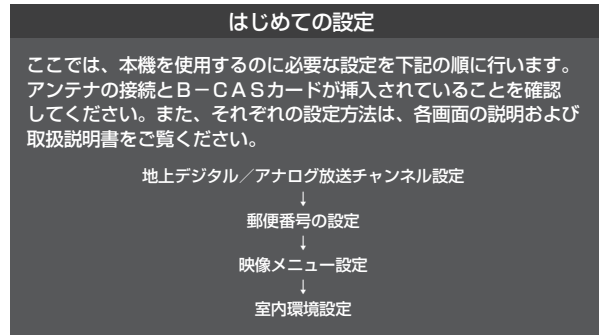 はじめての設定
ここでは、本機を使用するのに必要な設定を下記の順に行います。
アンテナの接続とB－CASカードが挿入されていることを確認
してください。また、それぞれの設定方法は、各画面の説明および
取扱説明書をご覧ください。
地上デジタル／アナログ放送チャンネル設定
↓
郵便番号の設定
↓
映像メニュー設定
↓
室内環境設定